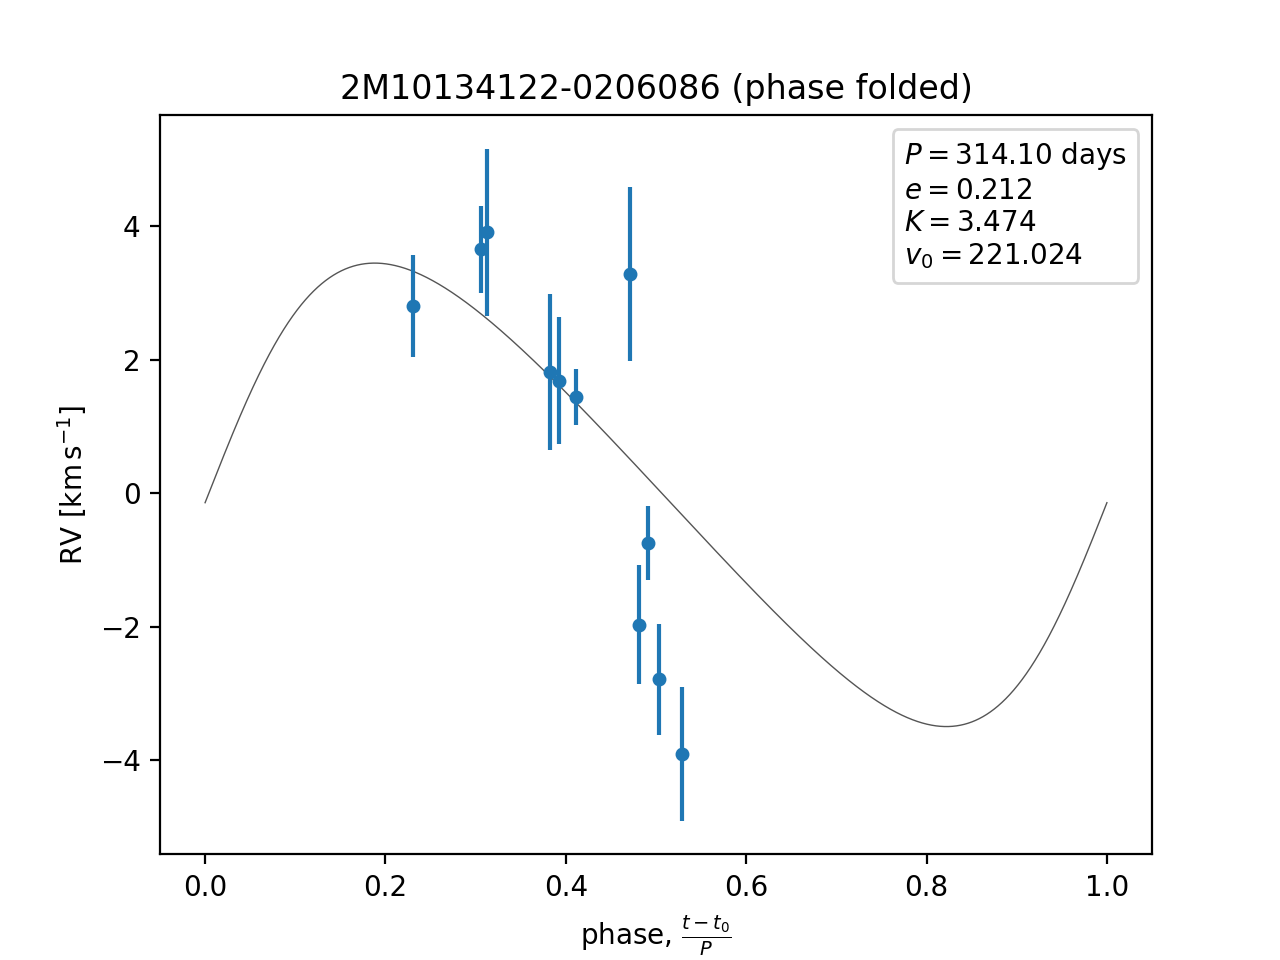 2M10134122-0206086 (phase folded)
P = 314.10 days
e = 0.212
K = 3.474
v₀ = 221.024
RV [km s⁻¹]
4
2
0
−2
−4
0.0 0.2 0.4 0.6 0.8 1.0
phase, (t − t₀)/P